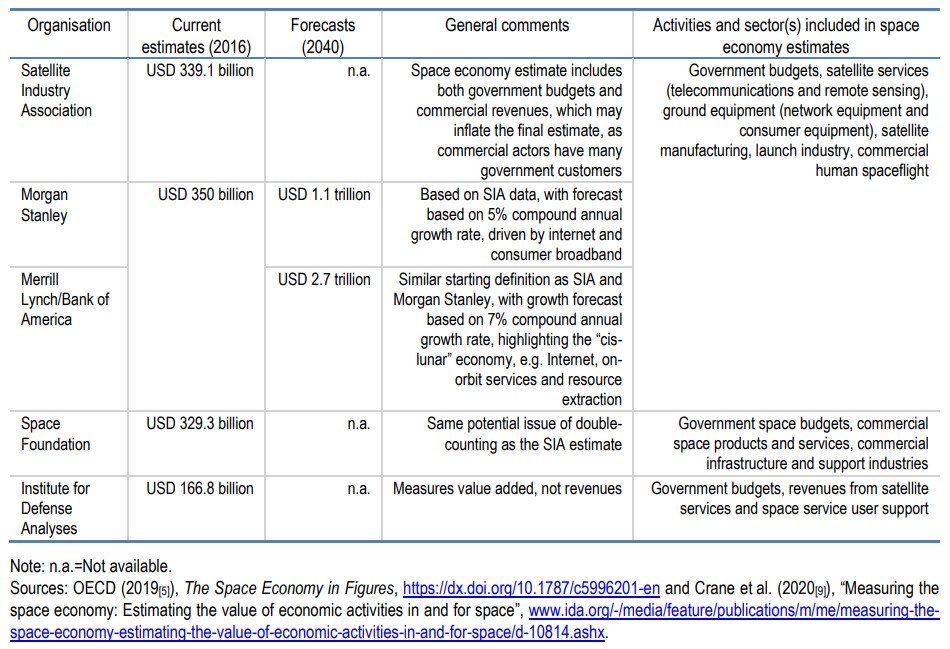 Organisation
Current
estimates (2016)
Forecasts
(2040)
General comments
Activities and sector(s) included in space
economy estimates
Satellite
Industry
Association
USD 339.1 billion
n.a.
Space economy estimate includes
both government budgets and
commercial revenues, which may
inflate the final estimate, as
commercial actors have many
government customers
Government budgets, satellite services
(telecommunications and remote sensing),
ground equipment (network equipment and
consumer equipment), satellite
manufacturing, launch industry, commercial
human spaceflight
Morgan
Stanley
USD 350 billion
USD 1.1 trillion
Based on SIA data, with forecast
based on 5% compound annual
growth rate, driven by internet and
consumer broadband
Merrill
Lynch/Bank of
America
USD 2.7 trillion
Similar starting definition as SIA and
Morgan Stanley, with growth forecast
based on 7% compound annual
growth rate, highlighting the “cis-
lunar” economy, e.g. Internet, on-
orbit services and resource
extraction
Space
Foundation
USD 329.3 billion
n.a.
Same potential issue of double-
counting as the SIA estimate
Government space budgets, commercial
space products and services, commercial
infrastructure and support industries
Institute for
Defense
Analyses
USD 166.8 billion
n.a.
Measures value added, not revenues
Government budgets, revenues from satellite
services and space service user support
Note: n.a.=Not available.
Sources: OECD (2019[5]), The Space Economy in Figures, https://dx.doi.org/10.1787/c5996201-en and Crane et al. (2020[9]), “Measuring the
space economy: Estimating the value of economic activities in and for space”, www.ida.org/-/media/feature/publications/m/me/measuring-the-
space-economy-estimating-the-value-of-economic-activities-in-and-for-space/d-10814.ashx.